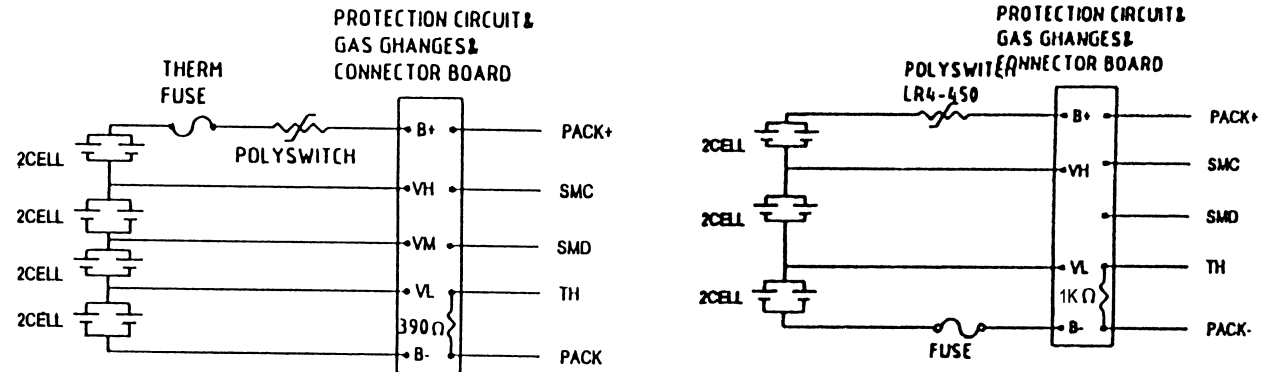 PROTECTION CIRCUIT&
GAS GHANGES&
CONNECTOR BOARD
THERM
FUSE
POLYSWITCH
2CELL
2CELL
2CELL
2CELL
B+
VH
VM
VL
390Ω
B-
PACK+
SMC
SMD
TH
PACK
PROTECTION CIRCUIT&
GAS GHANGES&
CONNECTOR BOARD
POLYSWITCH
LR4-450
2CELL
2CELL
2CELL
B+
VH
VL
1KΩ
B-
FUSE
PACK+
SMC
SMD
TH
PACK-